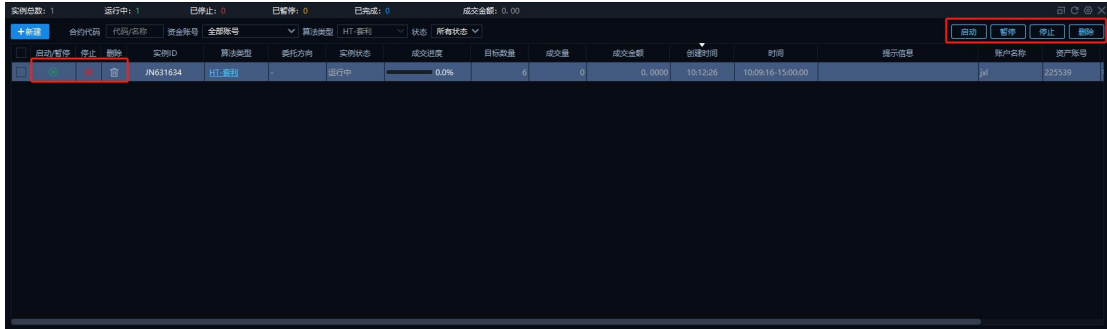 实例总数: 1 运行中: 1 已停止: 0 已暂停: 0 已完成: 0 成交金额: 0.00
+新建 合约代码 代码/名称 资金账号 全部账号 算法类型 HT-套利 状态 所有状态 启动 暂停 停止 删除
启动/暂停 停止 删除 实例ID 算法类型 委托方向 实例状态 成交进度 目标数量 成交量 成交金额 创建时间 时间 提示信息 账户名称 资产账号
JN631634 HT-套利 - 运行中 0.0% 6 0 0.0000 10:12:26 10:09:16-15:00:00 jxl 225539